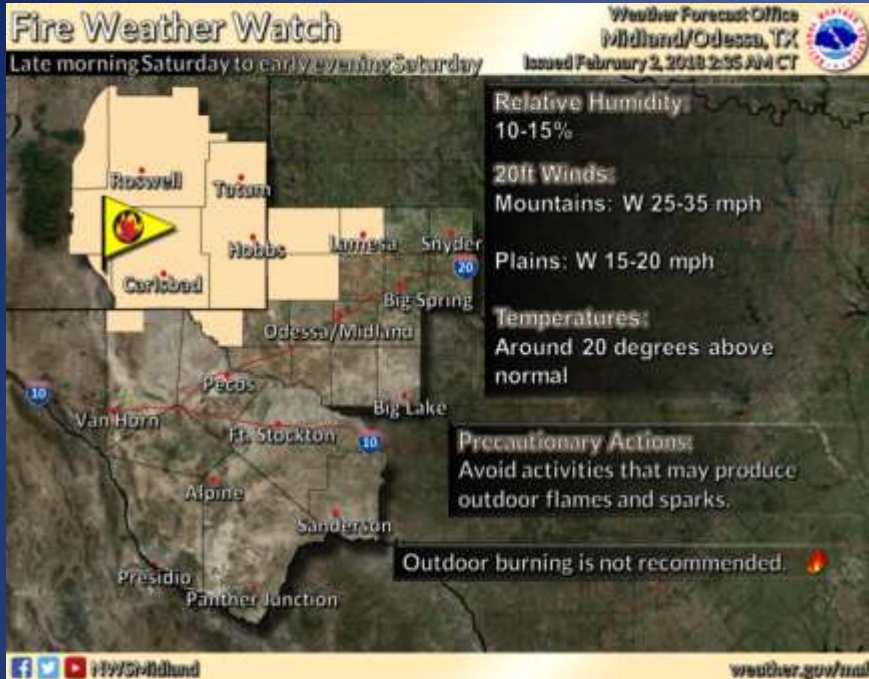 Fire Weather Watch
Late morning Saturday to early evening Saturday
Weather Forecast Office
Midland/Odessa, TX
Issued February 2, 2018 2:35 AM CT
Relative Humidity:
10-15%
20ft Winds:
Mountains: W 25-35 mph
Plains: W 15-20 mph
Temperatures:
Around 20 degrees above
normal
Precautionary Actions:
Avoid activities that may produce
outdoor flames and sparks.
Outdoor burning is not recommended.
Roswell
Tatum
Hobbs
Lamesa
Snyder
Carlsbad
20
Big Spring
Odessa/Midland
Pecos
10
Van Horn
Big Lake
Ft. Stockton
10
Alpine
Sanderson
Presidio
Panther Junction
NWSMidland
weather.gov/maf